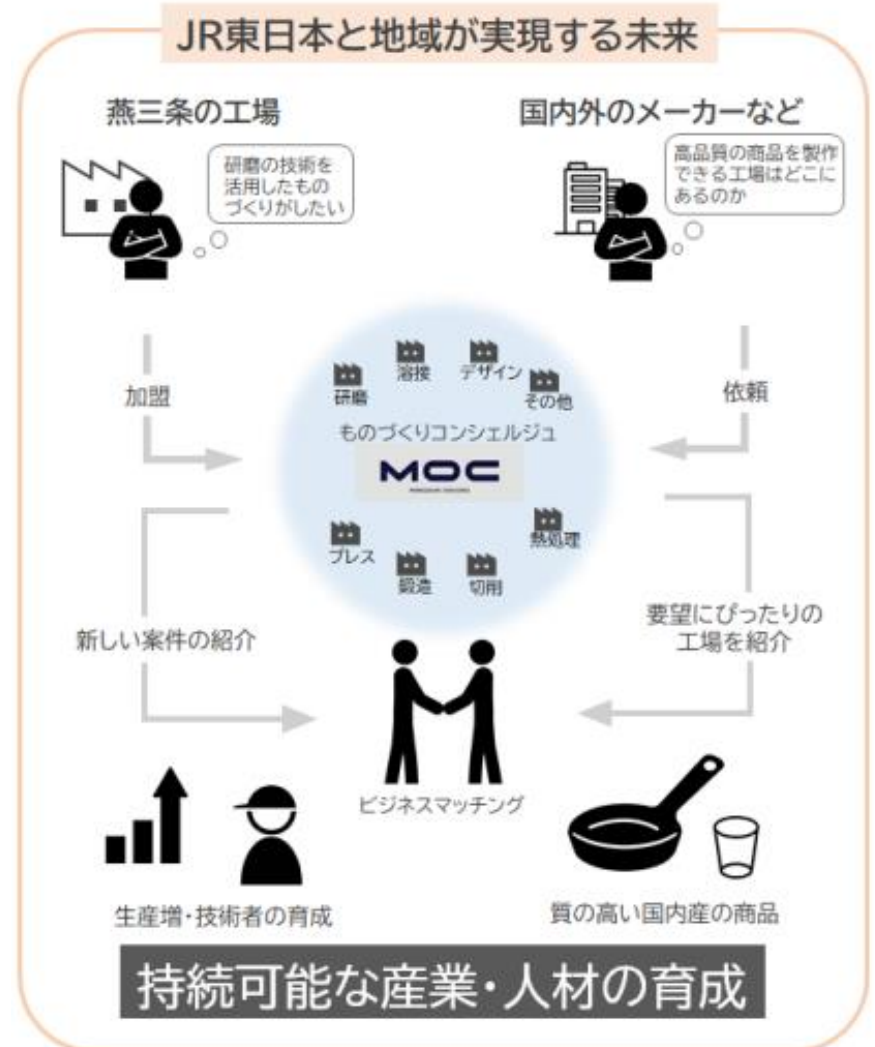 JR東日本と地域が実現する未来
燕三条の工場
国内外のメーカーなど
研磨の技術を
活用したもの
づくりがしたい
高品質の商品を製作
できる工場はどこに
あるのか
加盟
依頼
溶接
デザイン
研磨
その他
ものづくりコンシェルジュ
MOC
プレス
熱処理
鍛造
切削
新しい案件の紹介
要望にぴったりの
工場を紹介
ビジネスマッチング
生産増・技術者の育成
質の高い国内産の商品
持続可能な産業・人材の育成